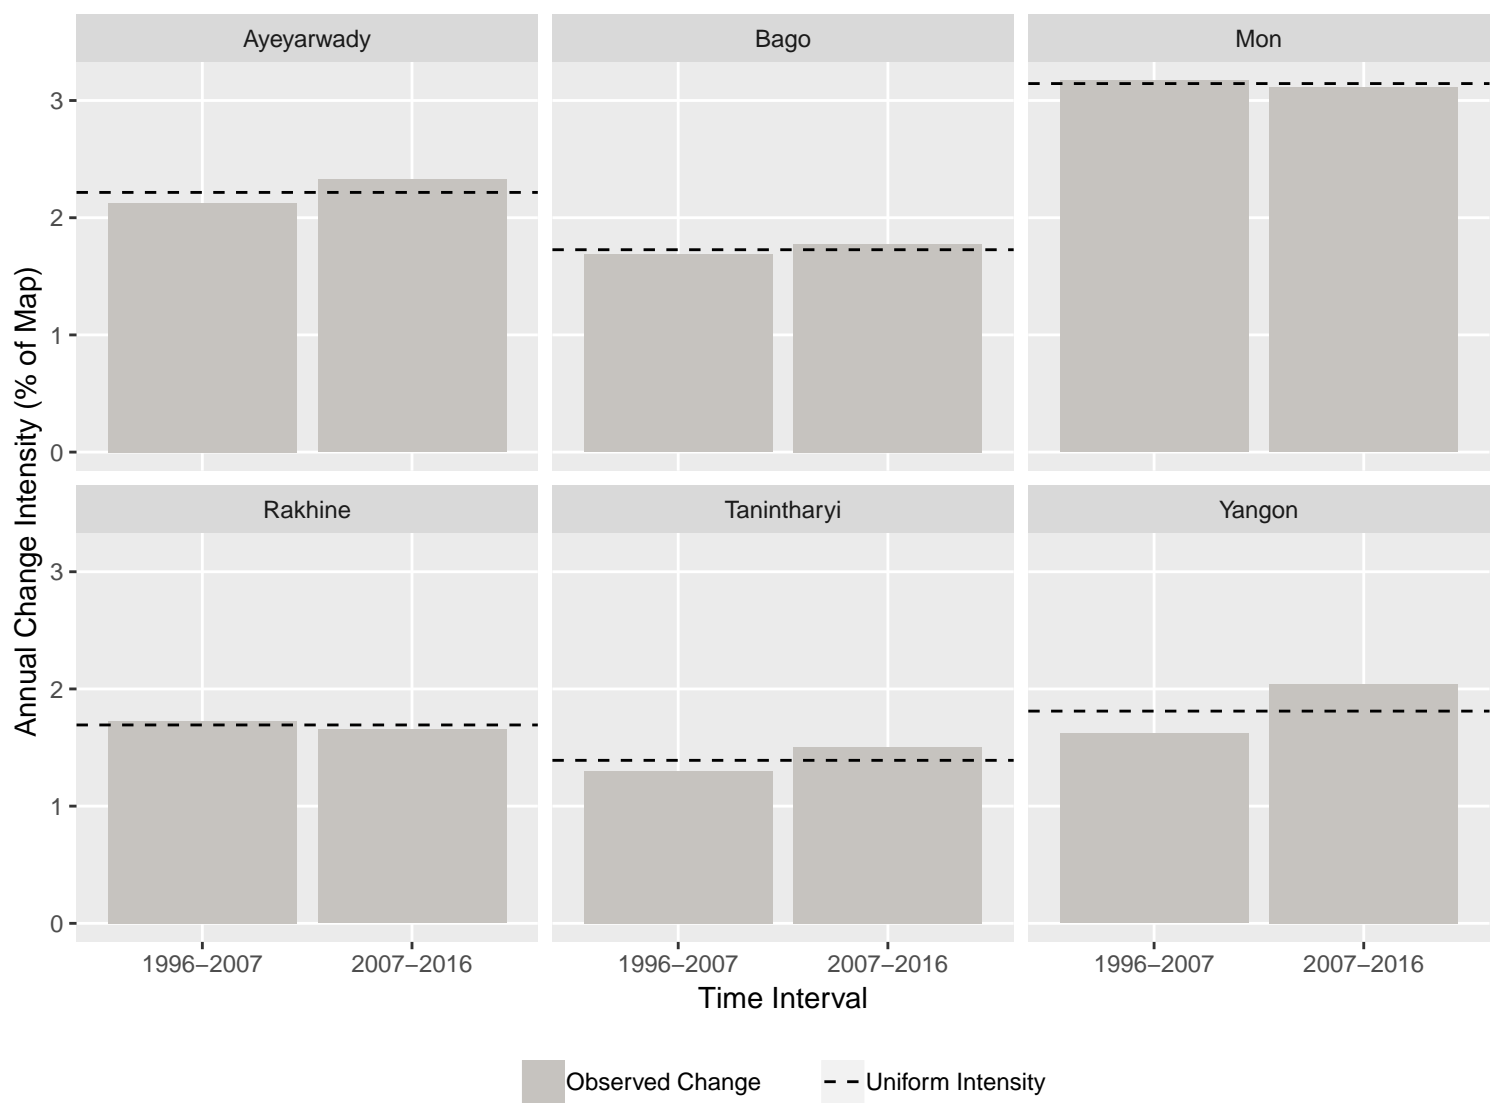 Ayeyarwady
Bago
Mon
3
2
1
0
Rakhine
Tanintharyi
Yangon
3
2
1
0
1996–2007
2007–2016
1996–2007
2007–2016
1996–2007
2007–2016
Annual Change Intensity (% of Map)
Time Interval
Observed Change
Uniform Intensity